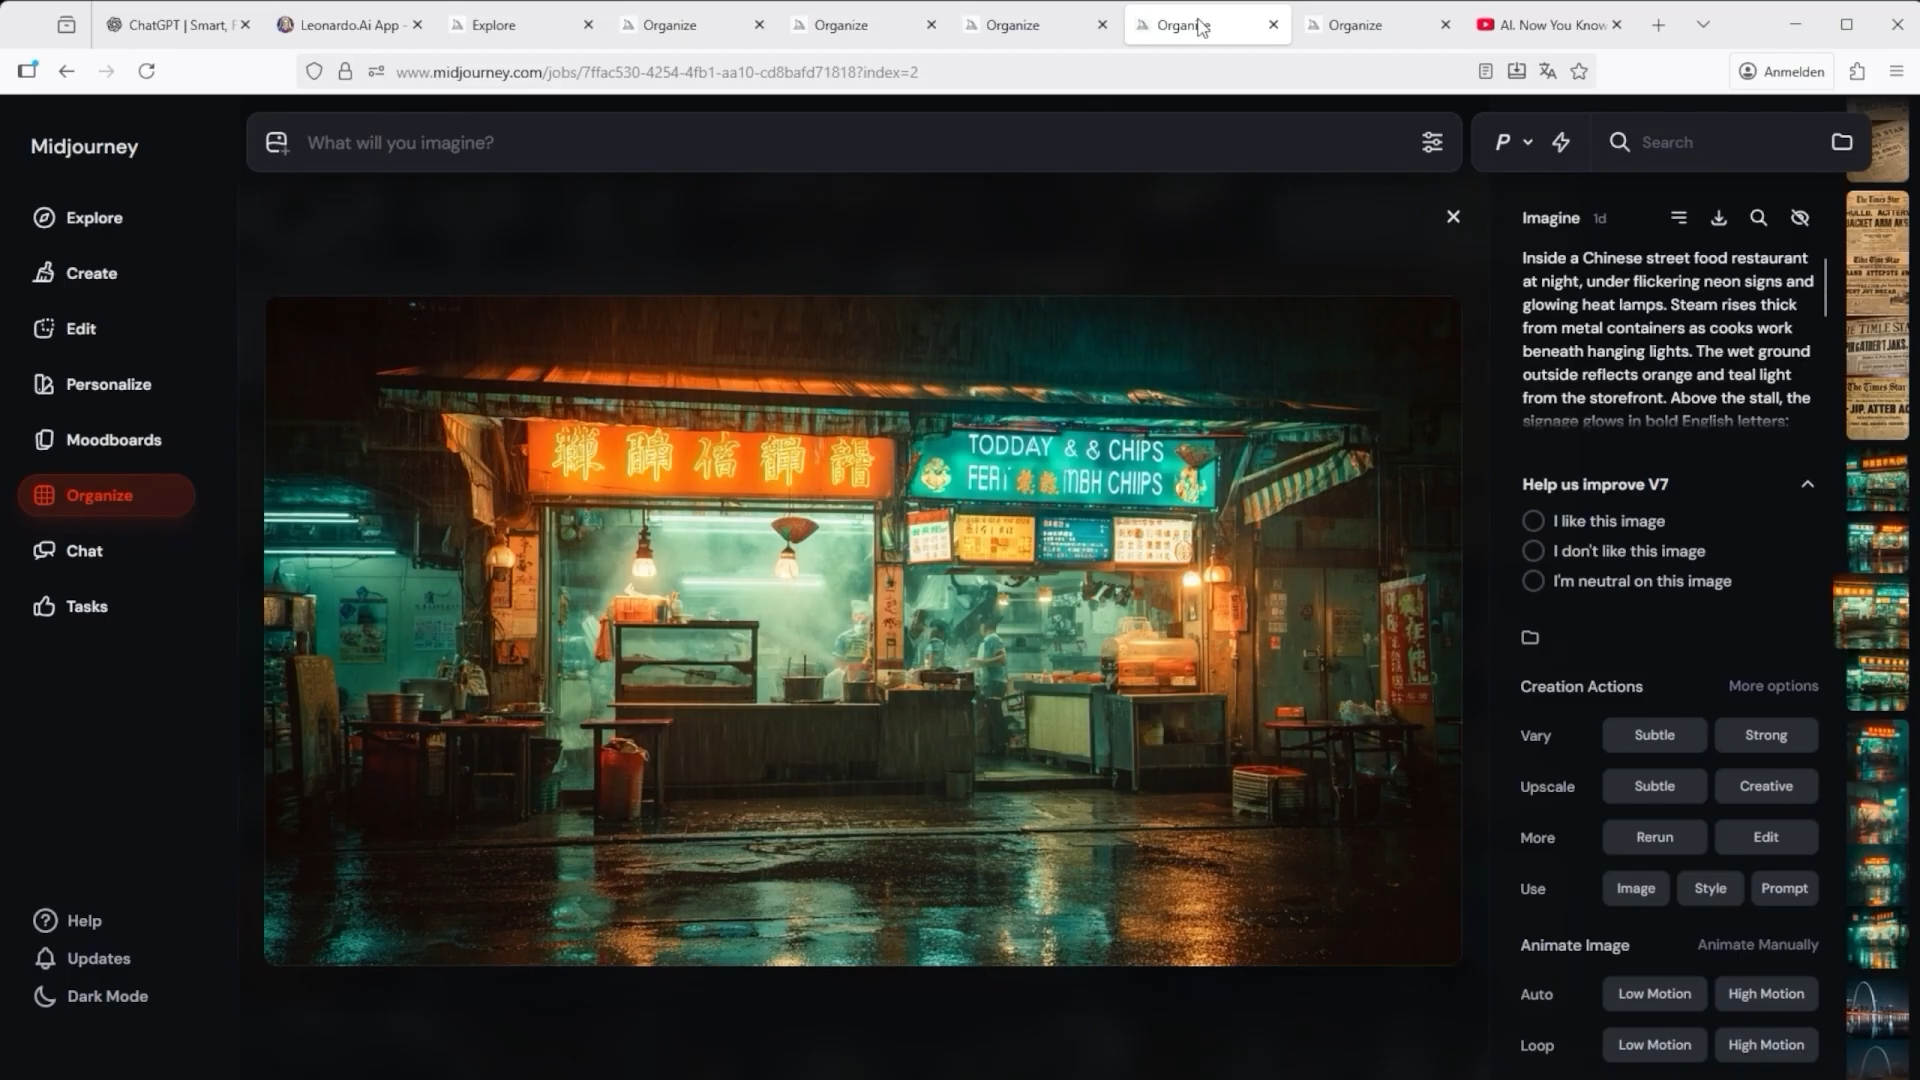 ChatGPT | Smart, F
Leonardo.Ai App -
Explore
Organize
Organize
Organize
Organize
Organize
AI. Now You Know
www.midjourney.com/jobs/7ffac530-4254-4fb1-aa10-cd8bafd71818?index=2
Anmelden
Midjourney
What will you imagine?
P
Search
Explore
Create
Edit
Personalize
Moodboards
Organize
Chat
Tasks
Help
Updates
Dark Mode
TODDAY & & CHIPS
FERI MBH CHIIPS
Imagine 1d
Inside a Chinese street food restaurant
at night, under flickering neon signs and
glowing heat lamps. Steam rises thick
from metal containers as cooks work
beneath hanging lights. The wet ground
outside reflects orange and teal light
from the storefront. Above the stall, the
signage glows in bold English letters:
Help us improve V7
I like this image
I don't like this image
I'm neutral on this image
Creation Actions More options
Vary Subtle Strong
Upscale Subtle Creative
More Rerun Edit
Use Image Style Prompt
Animate Image Animate Manually
Auto Low Motion High Motion
Loop Low Motion High Motion
The Times Star